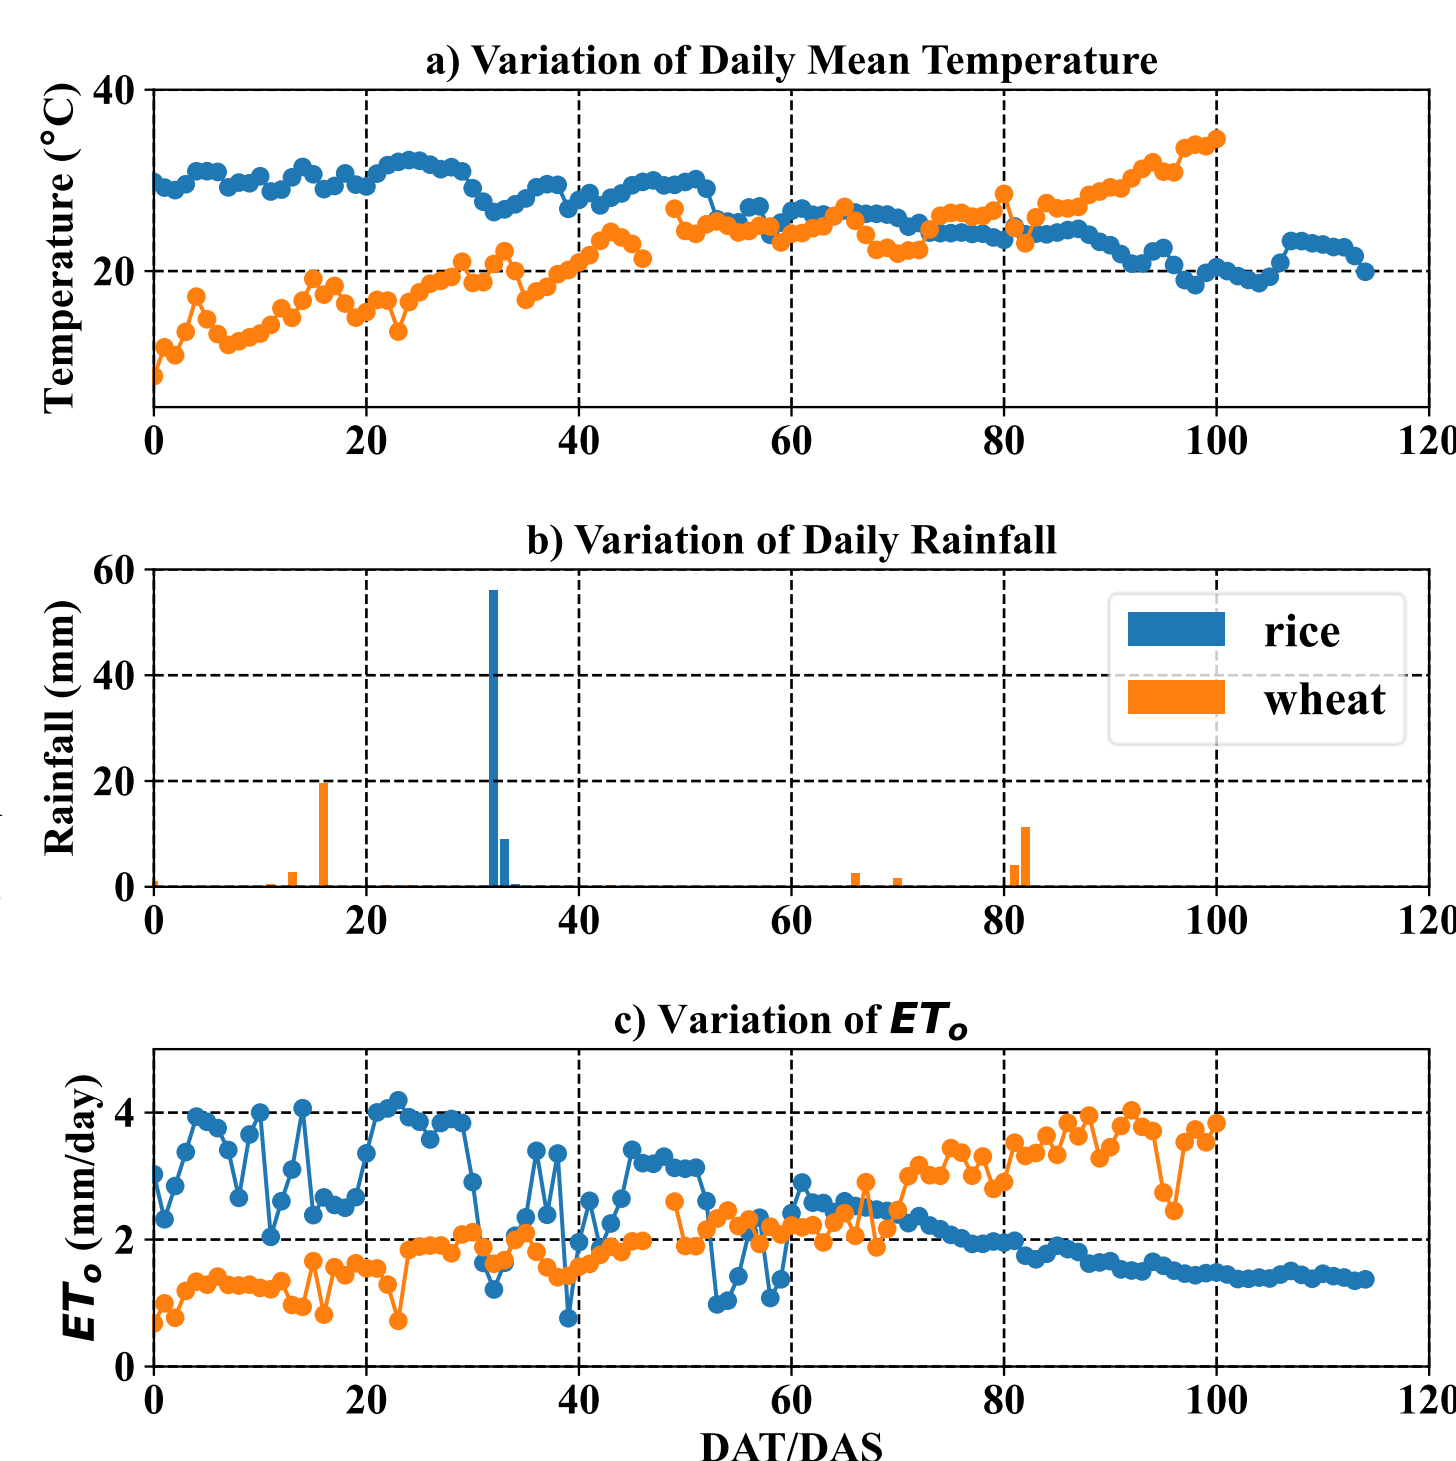 a) Variation of Daily Mean Temperature
Temperature (°C)
40
20
0 20 40 60 80 100 120
b) Variation of Daily Rainfall
Rainfall (mm)
60
40
20
0
rice
wheat
0 20 40 60 80 100 120
c) Variation of ETo
ETo (mm/day)
4
2
0
0 20 40 60 80 100 120
DAT/DAS